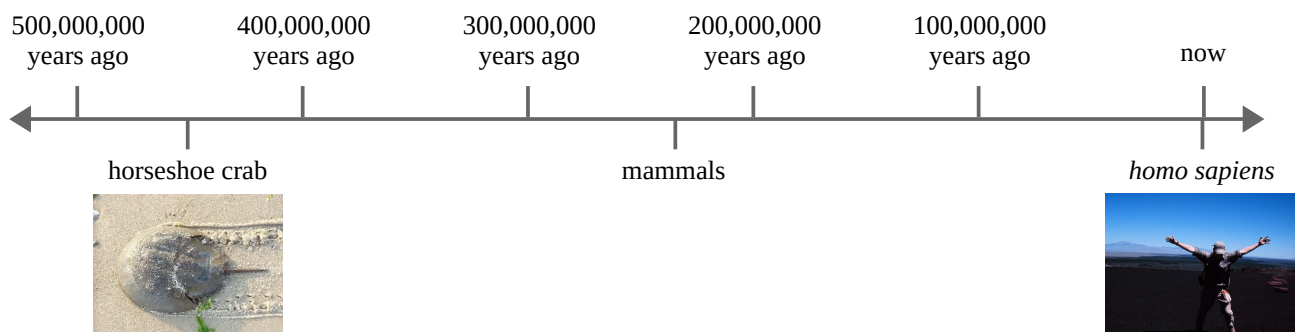 500,000,000
years ago
400,000,000
years ago
300,000,000
years ago
200,000,000
years ago
100,000,000
years ago
now
horseshoe crab
mammals
homo sapiens